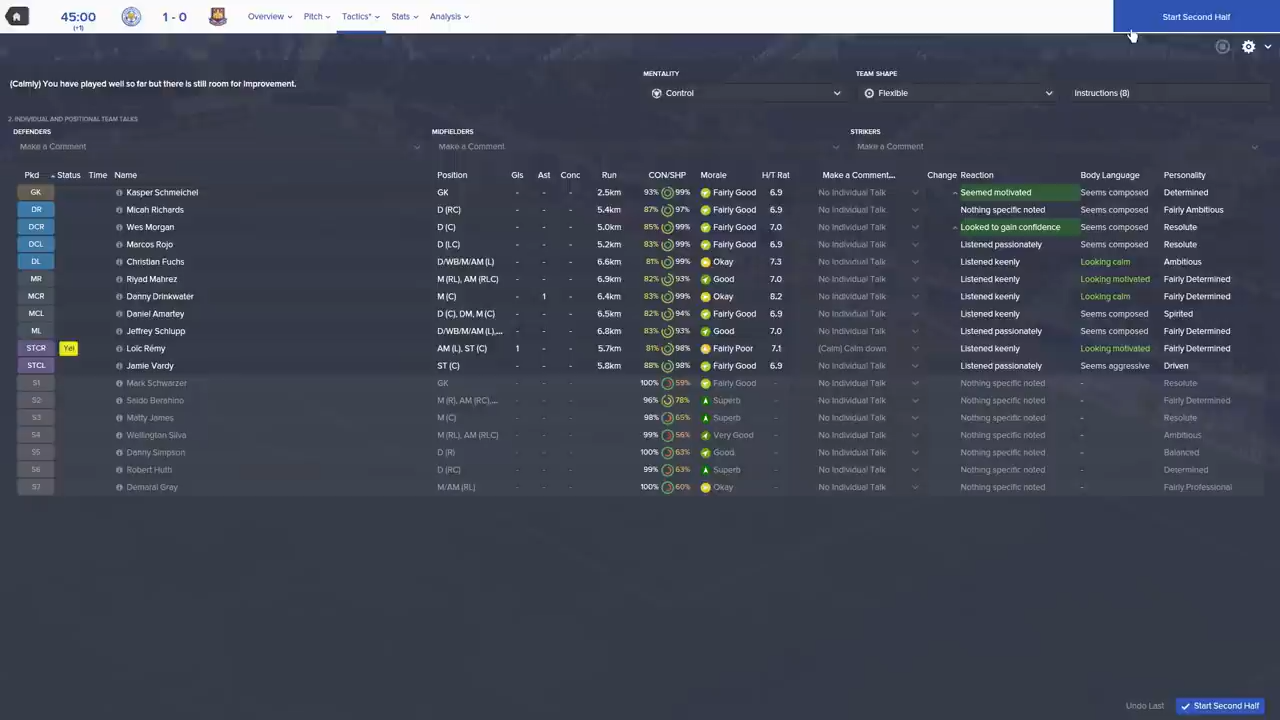 45:00
(+1)
1 - 0
Overview
Pitch
Tactics*
Stats
Analysis
Start Second Half
(Calmly) You have played well so far but there is still room for improvement.
MENTALITY
Control
TEAM SHAPE
Flexible
Instructions (8)
2. INDIVIDUAL AND POSITIONAL TEAM TALKS
DEFENDERS
Make a Comment
MIDFIELDERS
Make a Comment
STRIKERS
Make a Comment
Pkd Status Time Name Position Gls Ast Conc Run CON/SHP Morale H/T Rat Make a Comment... Change Reaction Body Language Personality
GK Kasper Schmeichel GK - - - 2.5km 93% 99% Fairly Good 6.9 No Individual Talk Seemed motivated Seems composed Determined
DR Micah Richards D (RC) - - - 5.4km 87% 97% Fairly Good 6.9 No Individual Talk Nothing specific noted Seems composed Fairly Ambitious
DCR Wes Morgan D (C) - - - 5.0km 85% 99% Fairly Good 7.0 No Individual Talk Looked to gain confidence Seems composed Resolute
DCL Marcos Rojo D (LC) - - - 5.2km 83% 99% Fairly Good 6.9 No Individual Talk Listened passionately Seems composed Resolute
DL Christian Fuchs D/WB/M/AM (L) - - - 6.6km 81% 99% Okay 7.3 No Individual Talk Listened keenly Looking calm Ambitious
MR Riyad Mahrez M (RL), AM (RLC) - - - 6.9km 82% 93% Good 7.0 No Individual Talk Listened keenly Looking motivated Fairly Determined
MCR Danny Drinkwater M (C) - 1 - 6.4km 83% 99% Okay 8.2 No Individual Talk Listened keenly Looking calm Fairly Determined
MCL Daniel Amartey D (C), DM, M (C) - - - 6.5km 82% 94% Fairly Good 6.9 No Individual Talk Listened keenly Seems composed Spirited
ML Jeffrey Schlupp D/WB/M/AM (L),... - - - 6.8km 83% 93% Good 7.0 No Individual Talk Listened passionately Seems composed Fairly Determined
STCR Yel Loïc Rémy AM (L), ST (C) 1 - - 5.7km 81% 98% Fairly Poor 7.1 (Calm) Calm down Listened keenly Looking motivated Fairly Determined
STCL Jamie Vardy ST (C) - - - 5.8km 88% 98% Fairly Good 6.9 No Individual Talk Listened passionately Seems aggressive Driven
S1 Mark Schwarzer GK - - - 100% 59% Fairly Good - No Individual Talk Nothing specific noted - Resolute
S2 Saido Berahino M (R), AM (RC),... - - - 96% 78% Superb - No Individual Talk Nothing specific noted - Fairly Determined
S3 Matty James M (C) - - - 98% 65% Superb - No Individual Talk Nothing specific noted - Resolute
S4 Wellington Silva M (RL), AM (RLC) - - - 99% 56% Very Good - No Individual Talk Nothing specific noted - Ambitious
S5 Danny Simpson D (R) - - - 100% 63% Good - No Individual Talk Nothing specific noted - Balanced
S6 Robert Huth D (RC) - - - 99% 63% Superb - No Individual Talk Nothing specific noted - Determined
S7 Demarai Gray M/AM (RL) - - - 100% 60% Okay - No Individual Talk Nothing specific noted - Fairly Professional
Undo Last
Start Second Half